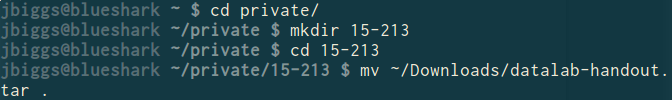 jbiggs@blueshark ~ $ cd private/
jbiggs@blueshark ~/private $ mkdir 15-213
jbiggs@blueshark ~/private $ cd 15-213
jbiggs@blueshark ~/private/15-213 $ mv ~/Downloads/datalab-handout.
tar .